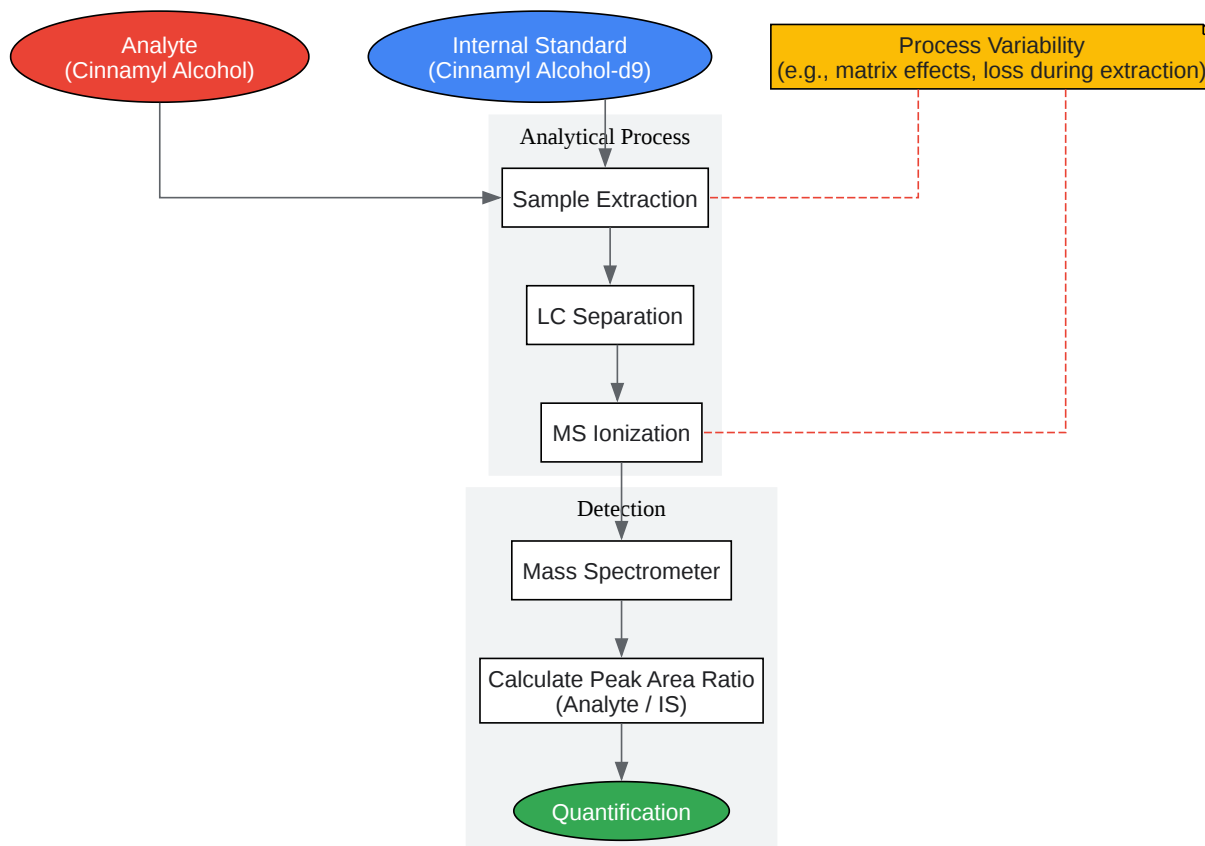 Analyte
(Cinnamyl Alcohol)
Internal Standard
(Cinnamyl Alcohol-d9)
Process Variability
(e.g., matrix effects, loss during extraction)
Analytical Process
Sample Extraction
LC Separation
MS Ionization
Detection
Mass Spectrometer
Calculate Peak Area Ratio
(Analyte / IS)
Quantification